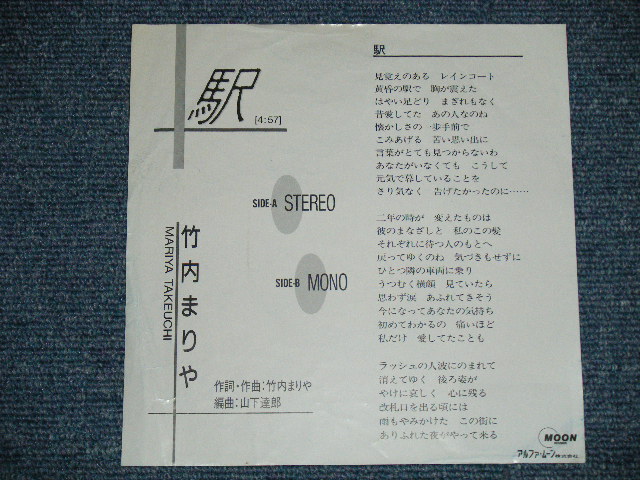 駅
[4:57]
SIDE-A STEREO
SIDE-B MONO
竹内まりや
MARIYA TAKEUCHI
作詞・作曲:竹内まりや
編曲:山下達郎
駅
見覚えのある レインコート
黄昏の駅で 胸が震えた
はやい足どり まぎれもなく
昔愛してた あの人なのね
懐かしさの一歩手前で
こみあげる 苦い思い出に
言葉がとても見つからないわ
あなたがいなくても こうして
元気で暮していることを
さり気なく 告げたかったのに……
二年の時が 変えたものは
彼のまなざしと 私のこの髪
それぞれに待つ人のもとへ
戻ってゆくのね 気づきもせずに
ひとつ隣の車両に乗り
うつむく横顔 見ていたら
思わず涙 あふれてきそう
今になってあなたの気持ち
初めてわかるの 痛いほど
私だけ 愛してたことも
ラッシュの人波にのまれて
消えてゆく 後ろ姿が
やけに哀しく 心に残る
改札口を出る頃には
雨もやみかけた この街に
ありふれた夜がやって来る
MOON
アルファ・ムーン株式会社